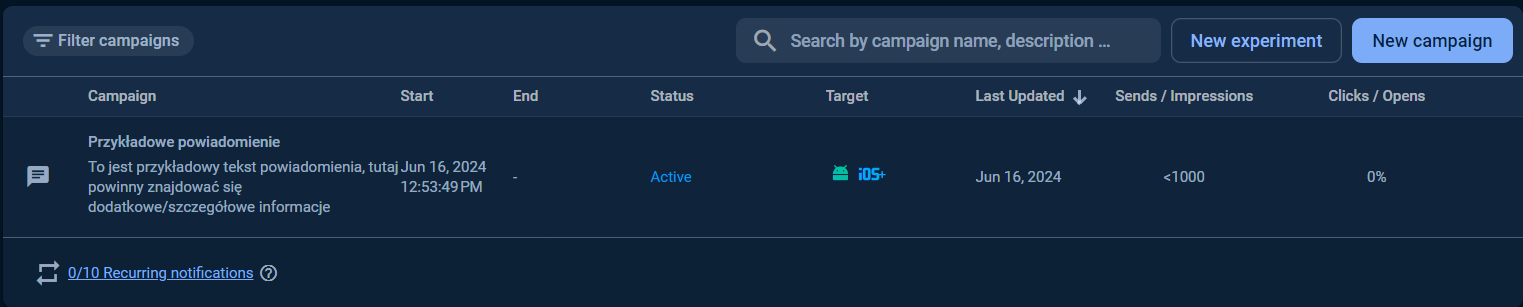 Filter campaigns
Search by campaign name, description ...
New experiment
New campaign
Campaign Start End Status Target Last Updated Sends / Impressions Clicks / Opens
Przykładowe powiadomienie
To jest przykładowy tekst powiadomienia, tutaj
powinny znajdować się
dodatkowe/szczegółowe informacje
Jun 16, 2024
12:53:49 PM
-
Active
iOS+
Jun 16, 2024
<1000
0%
0/10 Recurring notifications ?